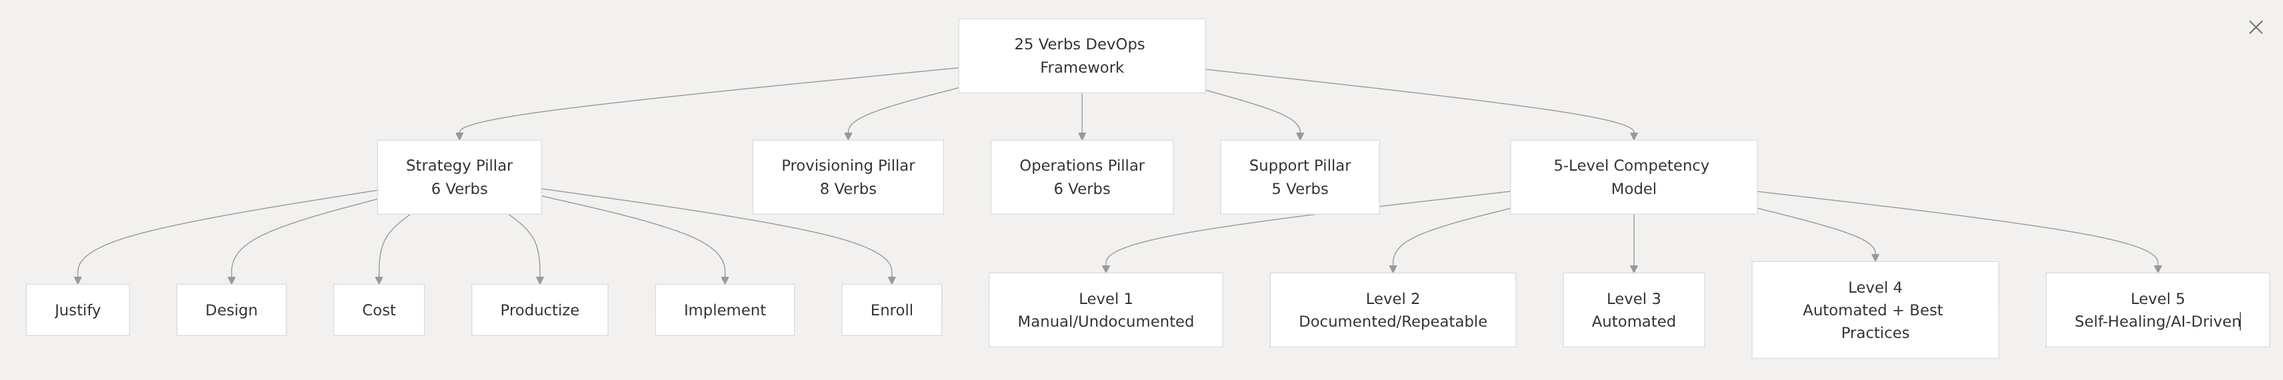 25 Verbs DevOps
Framework
Strategy Pillar
6 Verbs
Provisioning Pillar
8 Verbs
Operations Pillar
6 Verbs
Support Pillar
5 Verbs
5-Level Competency
Model
Justify
Design
Cost
Productize
Implement
Enroll
Level 1
Manual/Undocumented
Level 2
Documented/Repeatable
Level 3
Automated
Level 4
Automated + Best
Practices
Level 5
Self-Healing/AI-Driven